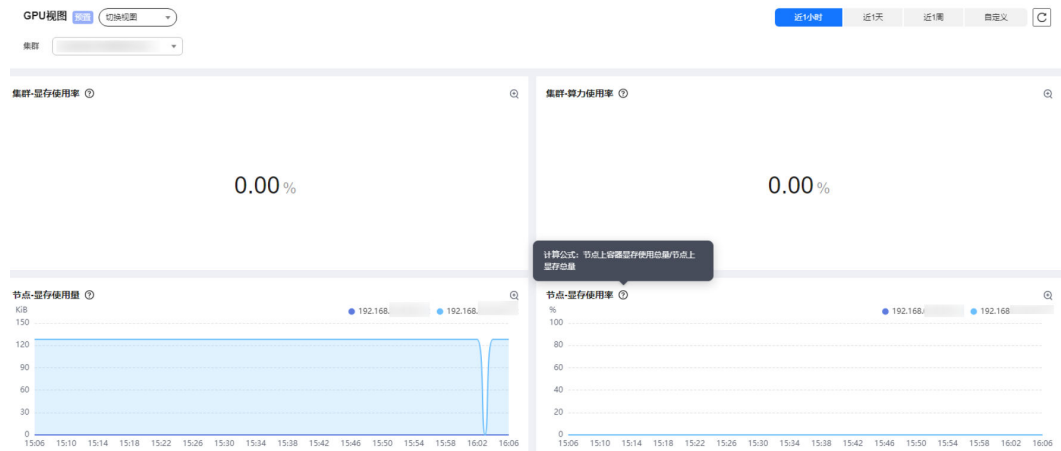 GPU视图 预置 切换视图 近1小时 近1天 近1周 自定义
集群
集群-显存使用率 集群-算力使用率
0.00 % 0.00 %
计算公式：节点上容器显存使用总量/节点上
显存总量
节点-显存使用量 节点-显存使用率
KiB 192.168. 192.168. % 192.168. 192.168
150 100
120 80
90 60
60 40
30 20
0 0
15:06 15:10 15:14 15:18 15:22 15:26 15:30 15:34 15:38 15:42 15:46 15:50 15:54 15:58 16:02 16:06 15:06 15:10 15:14 15:18 15:22 15:26 15:30 15:34 15:38 15:42 15:46 15:50 15:54 15:58 16:02 16:06